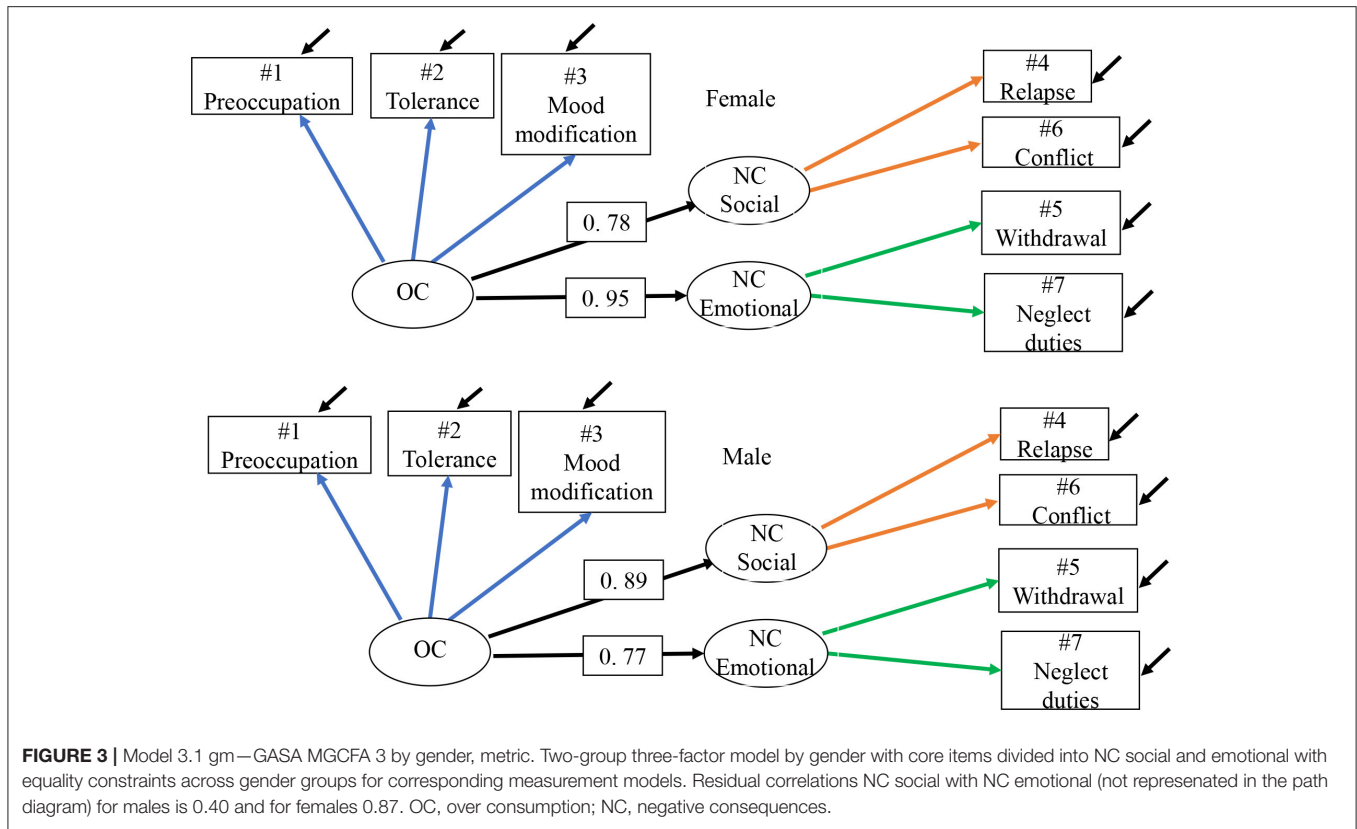 #1
Preoccupation
#2
Tolerance
#3
Mood
modification
Female
#4
Relapse
#6
Conflict
NC
Social
#5
Withdrawal
0. 78
OC
0. 95
NC
Emotional
#7
Neglect
duties
#1
Preoccupation
#2
Tolerance
#3
Mood
modification
Male
#4
Relapse
#6
Conflict
NC
Social
#5
Withdrawal
0. 89
OC
0. 77
NC
Emotional
#7
Neglect
duties
FIGURE 3 | Model 3.1 gm—GASA MGCFA 3 by gender, metric. Two-group three-factor model by gender with core items divided into NC social and emotional with
equality constraints across gender groups for corresponding measurement models. Residual correlations NC social with NC emotional (not represenated in the path
diagram) for males is 0.40 and for females 0.87. OC, over consumption; NC, negative consequences.